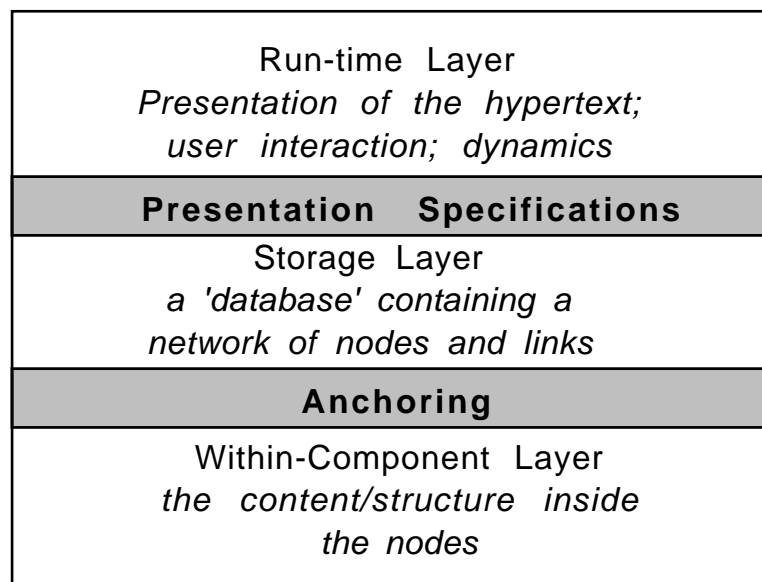 Run-time Layer
Presentation of the hypertext;
user interaction; dynamics
Presentation Specifications
Storage Layer
a 'database' containing a
network of nodes and links
Anchoring
Within-Component Layer
the content/structure inside
the nodes